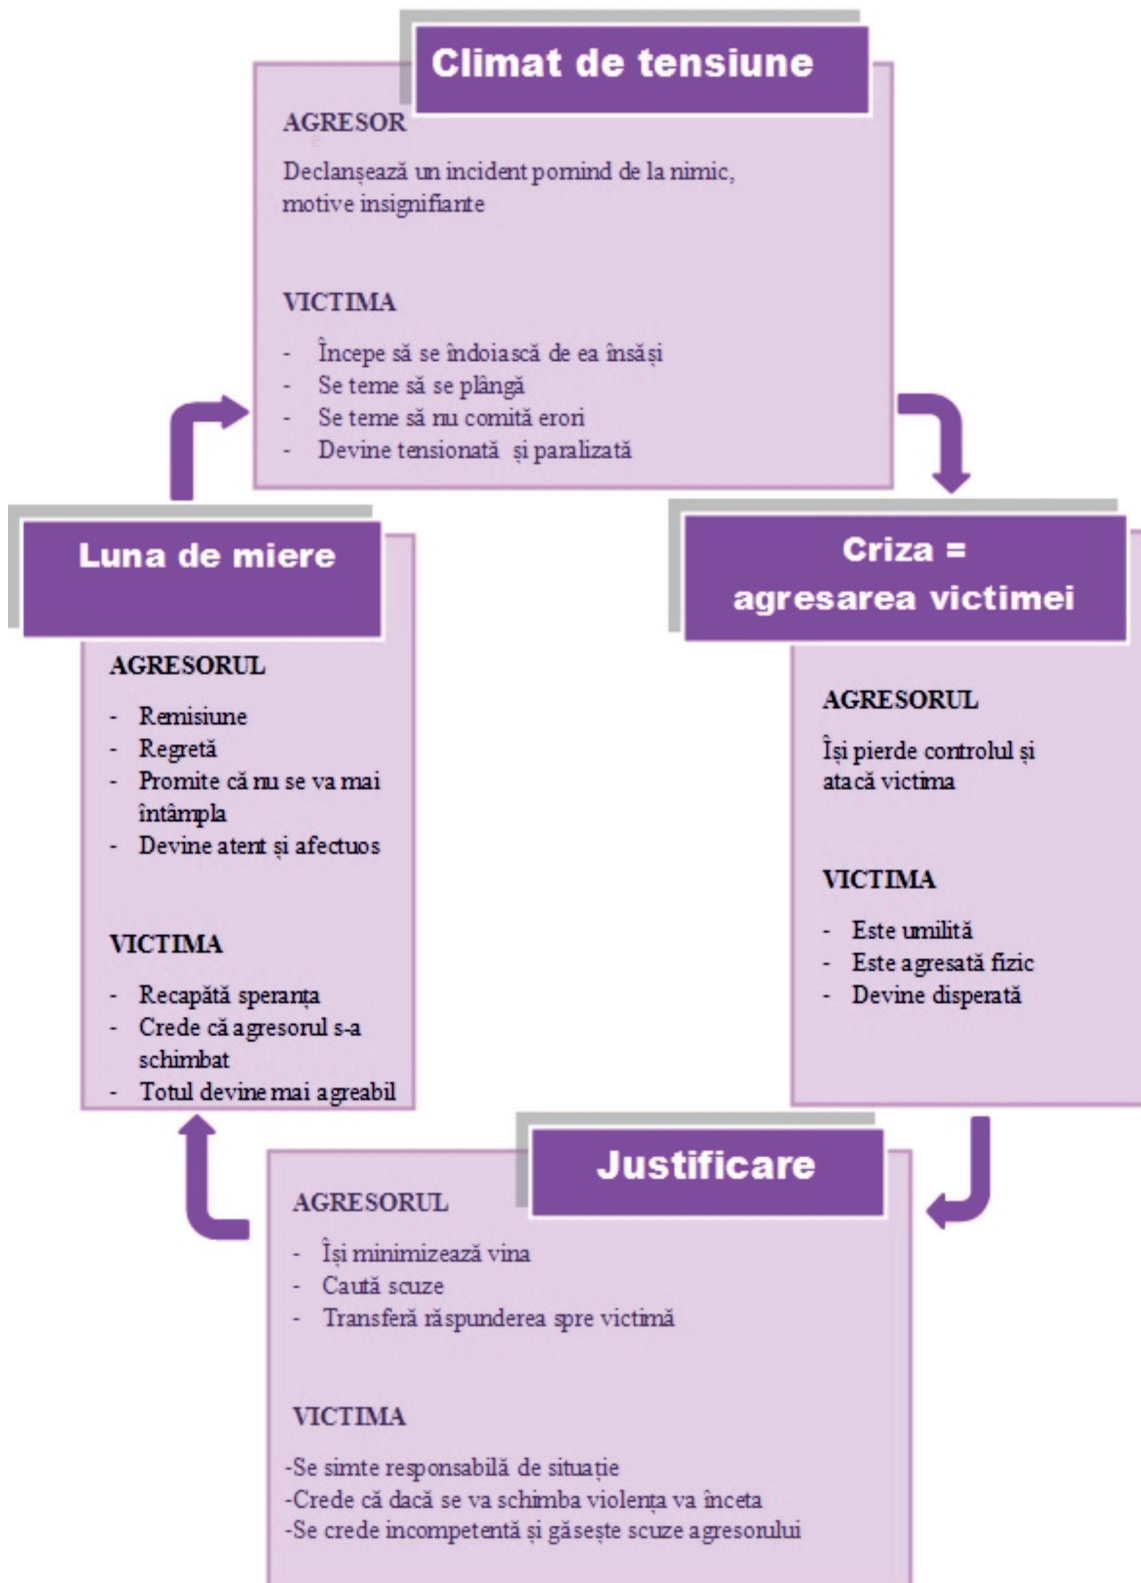 Climat de tensiune
AGRESOR
Declanșează un incident pornind de la nimic,
motive insignifiante
VICTIMA
- Începe să se îndoiască de ea însăși
- Se teme să se plângă
- Se teme să nu comită erori
- Devine tensionată și paralizată
Criza =
agresarea victimei
AGRESORUL
Își pierde controlul și
atacă victima
VICTIMA
- Este umilită
- Este agresată fizic
- Devine disperată
Justificare
AGRESORUL
- Își minimizează vina
- Caută scuze
- Transferă răspunderea spre victimă
VICTIMA
-Se simte responsabilă de situație
-Crede că dacă se va schimba violența va înceta
-Se crede incompetentă și găsește scuze agresorului
Luna de miere
AGRESORUL
- Remisiune
- Regretă
- Promite că nu se va mai
întâmpla
- Devine atent și afectuos
VICTIMA
- Recapătă speranța
- Crede că agresorul s-a
schimbat
- Totul devine mai agreabil